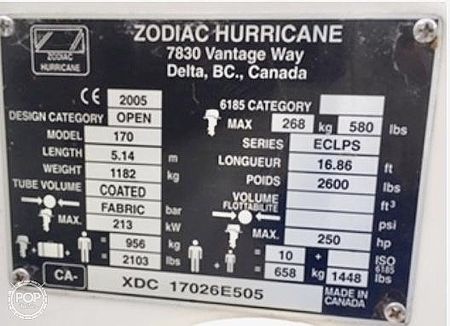 ZODIAC HURRICANE
7830 Vantage Way
Delta, BC., Canada
ZODIAC
HURRICANE
CE 2005
6185 CATEGORY
DESIGN CATEGORY OPEN
MAX 268 kg 580 lbs
MODEL 170
SERIES ECLPS
LENGTH 5.14 m
LONGUEUR 16.86 ft
WEIGHT 1182 kg
POIDS 2600 lbs
TUBE VOLUME COATED
VOLUME FLOTTABILITE ft³
FABRIC bar
psi
MAX. 213 kW
MAX. 250 hp
+ + = 956 kg
= 10 + ISO 6185
2103 lbs
= 658 kg 1448 lbs
CA- XDC 17026E505
MADE IN
CANADA
POP